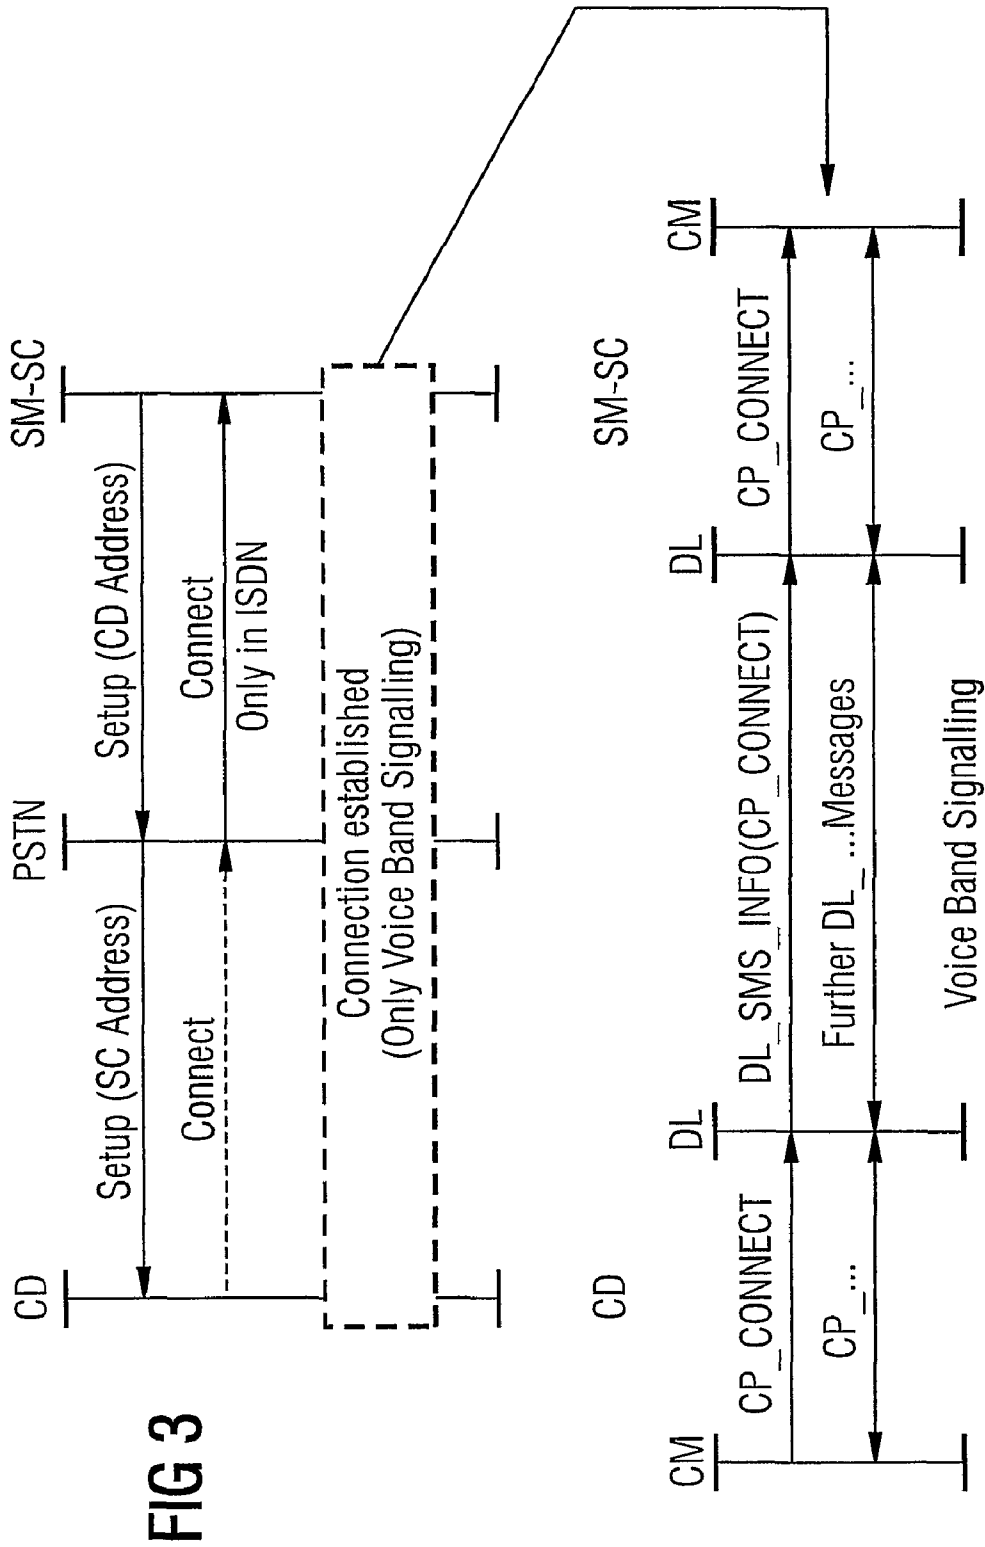 FIG 3
CD
PSTN
SM-SC
Setup (SC Address)
Setup (CD Address)
Connect
Connect
Only in ISDN
Connection established
(Only Voice Band Signalling)
CD
SM-SC
CM
DL
DL
CM
CP_CONNECT
DL_SMS_INFO(CP_CONNECT)
CP_CONNECT
CP_...
Further DL_...Messages
CP_...
Voice Band Signalling